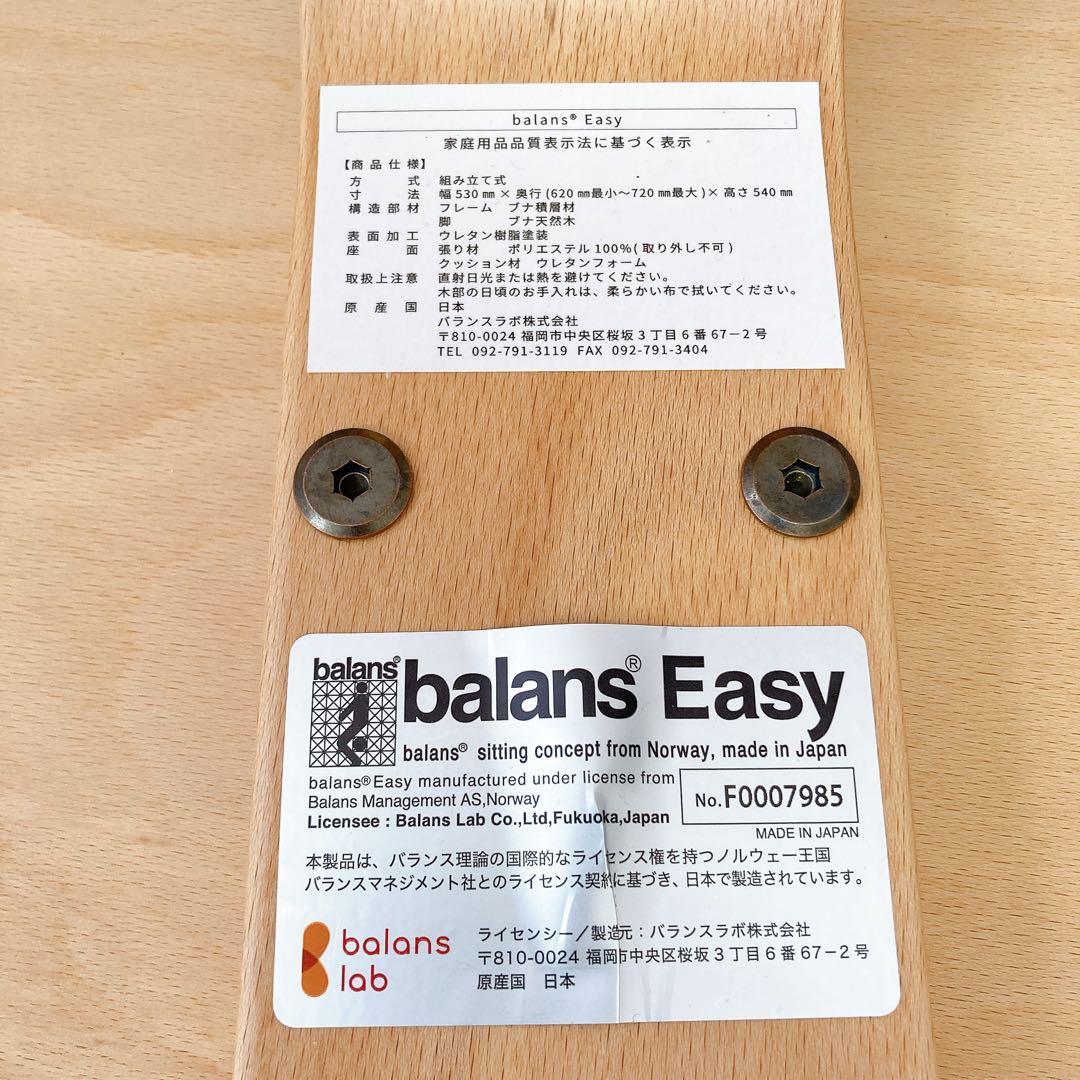 balans® Easy
家庭用品品質表示法に基づく表示
【商品仕様】
方式 組み立て式
寸法 幅 530 ㎜ × 奥行 (620 ㎜最小～720 ㎜最大 )× 高さ 540 ㎜
構造部材 フレーム ブナ積層材
脚 ブナ天然木
表面加工 ウレタン樹脂塗装
座面 張り材 ポリエステル 100％( 取り外し不可 )
クッション材 ウレタンフォーム
取扱上注意 直射日光または熱を避けてください。
木部の日頃のお手入れは、柔らかい布で拭いてください。
原産国 日本
バランスラボ株式会社
〒810-0024 福岡市中央区桜坂 3 丁目 6 番 67－2 号
TEL 092-791-3119 FAX 092-791-3404
balans®
balans® Easy
balans® sitting concept from Norway, made in Japan
balans®Easy manufactured under license from
Balans Management AS,Norway
Licensee : Balans Lab Co.,Ltd,Fukuoka,Japan
No.F0007985
MADE IN JAPAN
本製品は、バランス理論の国際的なライセンス権を持つノルウェー王国
バランスマネジメント社とのライセンス契約に基づき、日本で製造されています。
balans
lab
ライセンシー／製造元：バランスラボ株式会社
〒810-0024 福岡市中央区桜坂 3 丁目 6 番 67－2 号
原産国 日本